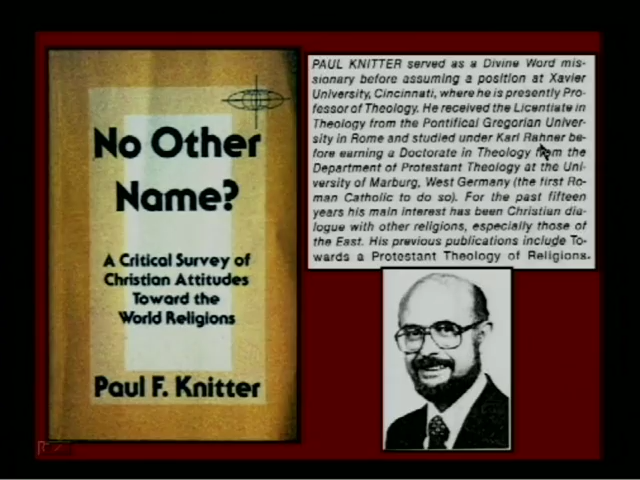 No Other
Name?
A Critical Survey of
Christian Attitudes
Toward the
World Religions
Paul F. Knitter
PAUL KNITTER served as a Divine Word mis-
sionary before assuming a position at Xavier
University, Cincinnati, where he is presently Pro-
fessor of Theology. He received the Licentiate in
Theology from the Pontifical Gregorian Univer-
sity in Rome and studied under Karl Rahner be-
fore earning a Doctorate in Theology from the
Department of Protestant Theology at the Uni-
versity of Marburg, West Germany (the first Ro-
man Catholic to do so). For the past fifteen
years his main interest has been Christian dia-
logue with other religions, especially those of
the East. His previous publications include To-
wards a Protestant Theology of Religions.